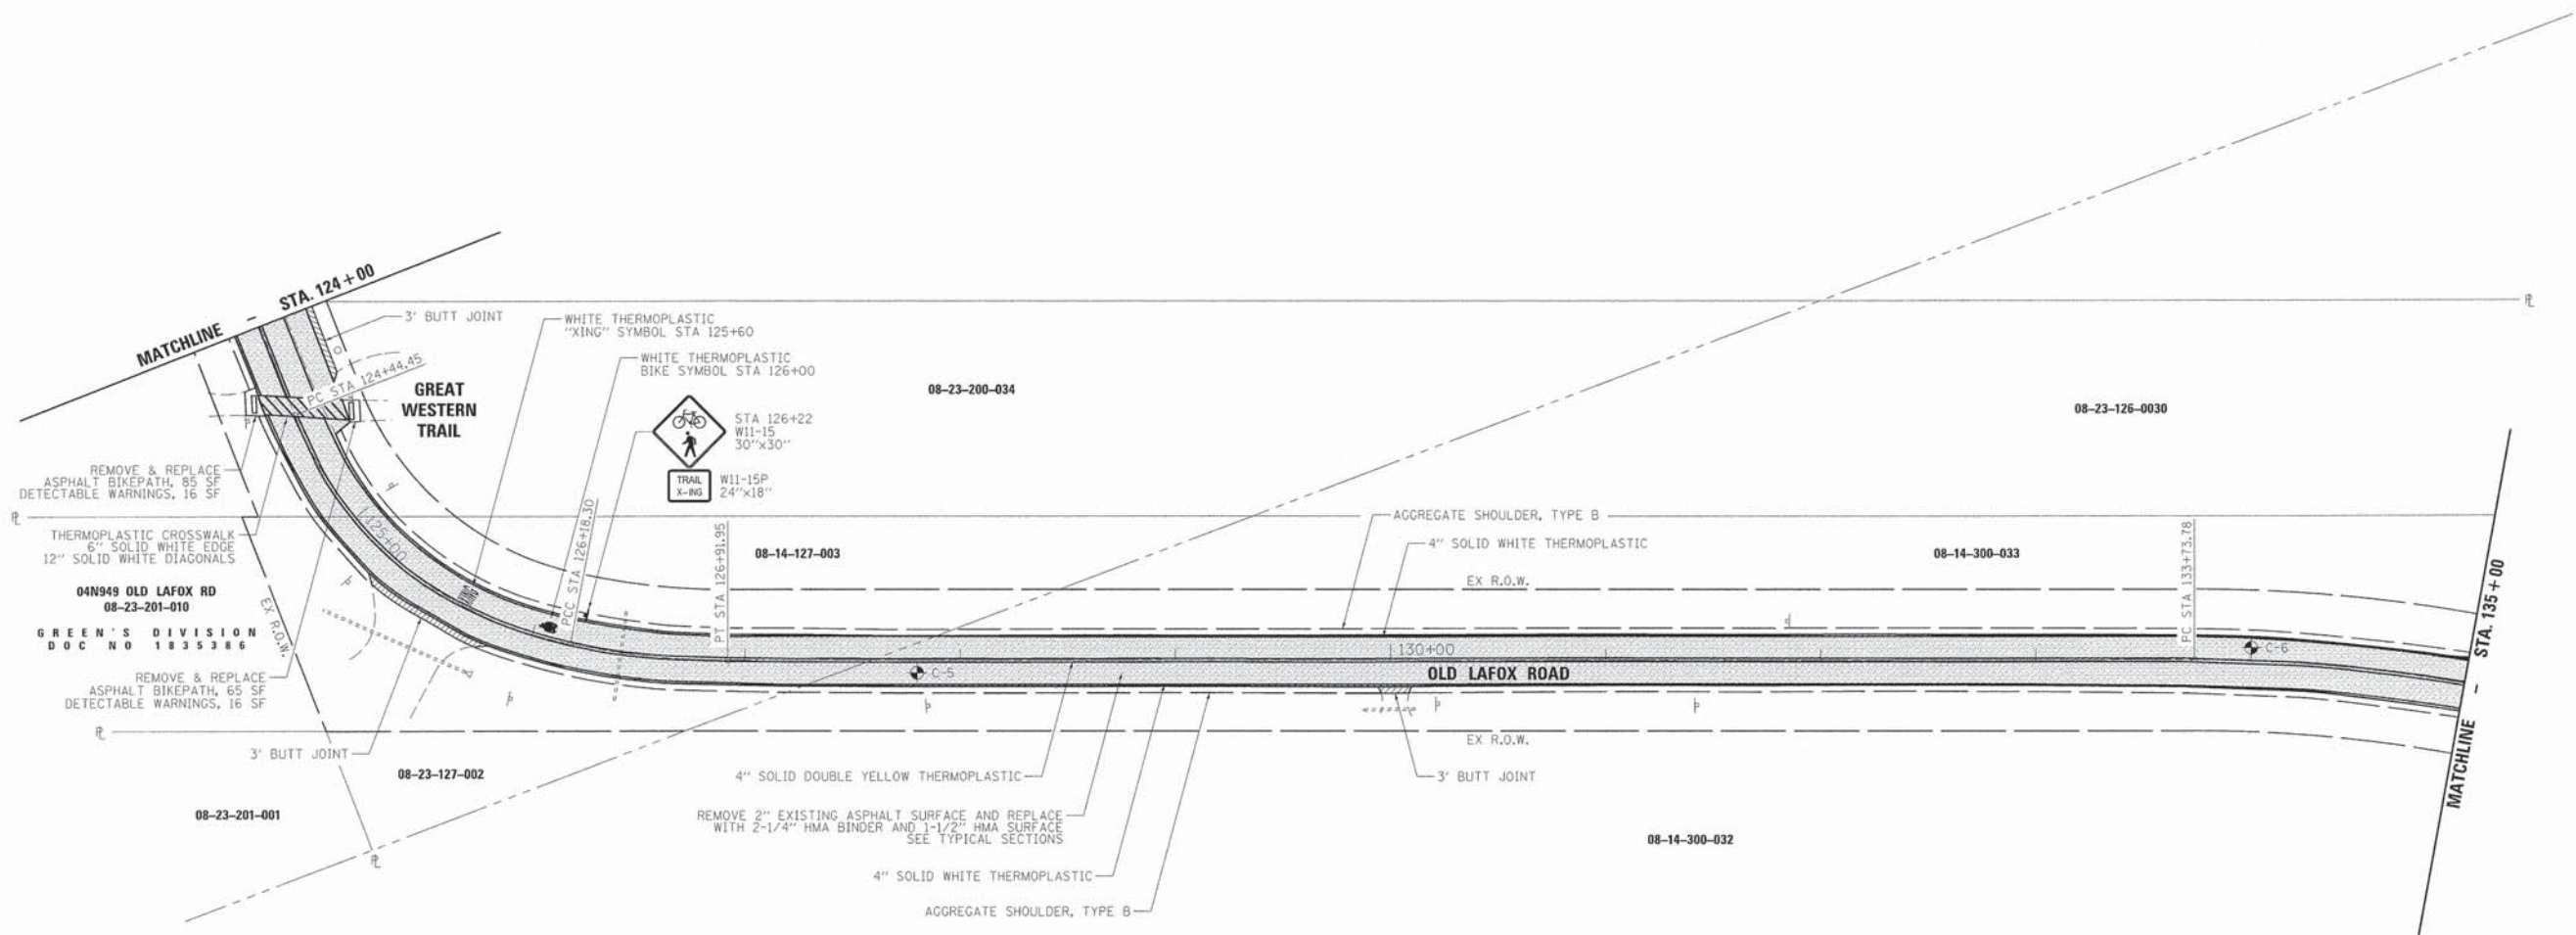 MATCHLINE – STA. 124+00
3' BUTT JOINT
PC STA 124+44.45
GREAT
WESTERN
TRAIL
WHITE THERMOPLASTIC
"XING" SYMBOL STA 125+60
WHITE THERMOPLASTIC
BIKE SYMBOL STA 126+00
STA 126+22
W11-15
30"x30"
TRAIL
X-ING
W11-15P
24"x18"
08-23-200-034
08-23-126-0030
PL
REMOVE & REPLACE
ASPHALT BIKEPATH, 85 SF
DETECTABLE WARNINGS, 16 SF
PL
THERMOPLASTIC CROSSWALK
6" SOLID WHITE EDGE
12" SOLID WHITE DIAGONALS
04N949 OLD LAFOX RD
08-23-201-010
GREEN'S DIVISION
DOC NO 1835386
EX R.O.W.
REMOVE & REPLACE
ASPHALT BIKEPATH, 65 SF
DETECTABLE WARNINGS, 16 SF
PL
3' BUTT JOINT
08-23-127-002
08-23-201-001
PL
125+00
XING
PCC STA 126+18.30
PT STA 126+91.95
08-14-127-003
AGGREGATE SHOULDER, TYPE B
4" SOLID WHITE THERMOPLASTIC
EX R.O.W.
08-14-300-033
PC STA 133+73.78
C-5
130+00
OLD LAFOX ROAD
C-6
EX R.O.W.
3' BUTT JOINT
4" SOLID DOUBLE YELLOW THERMOPLASTIC
REMOVE 2" EXISTING ASPHALT SURFACE AND REPLACE
WITH 2-1/4" HMA BINDER AND 1-1/2" HMA SURFACE
SEE TYPICAL SECTIONS
4" SOLID WHITE THERMOPLASTIC
AGGREGATE SHOULDER, TYPE B
08-14-300-032
MATCHLINE – STA. 135+00